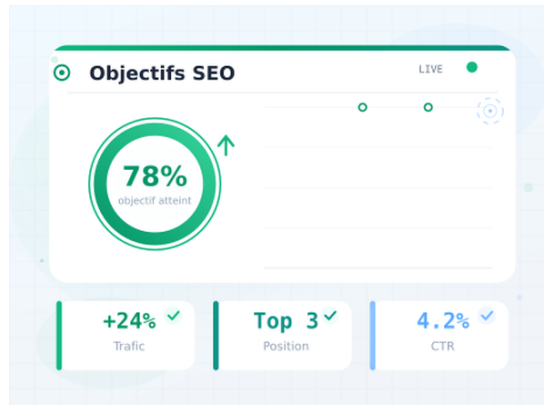 Objectifs SEO
LIVE
78%
objectif atteint
+24%
Trafic
Top 3
Position
4.2%
CTR